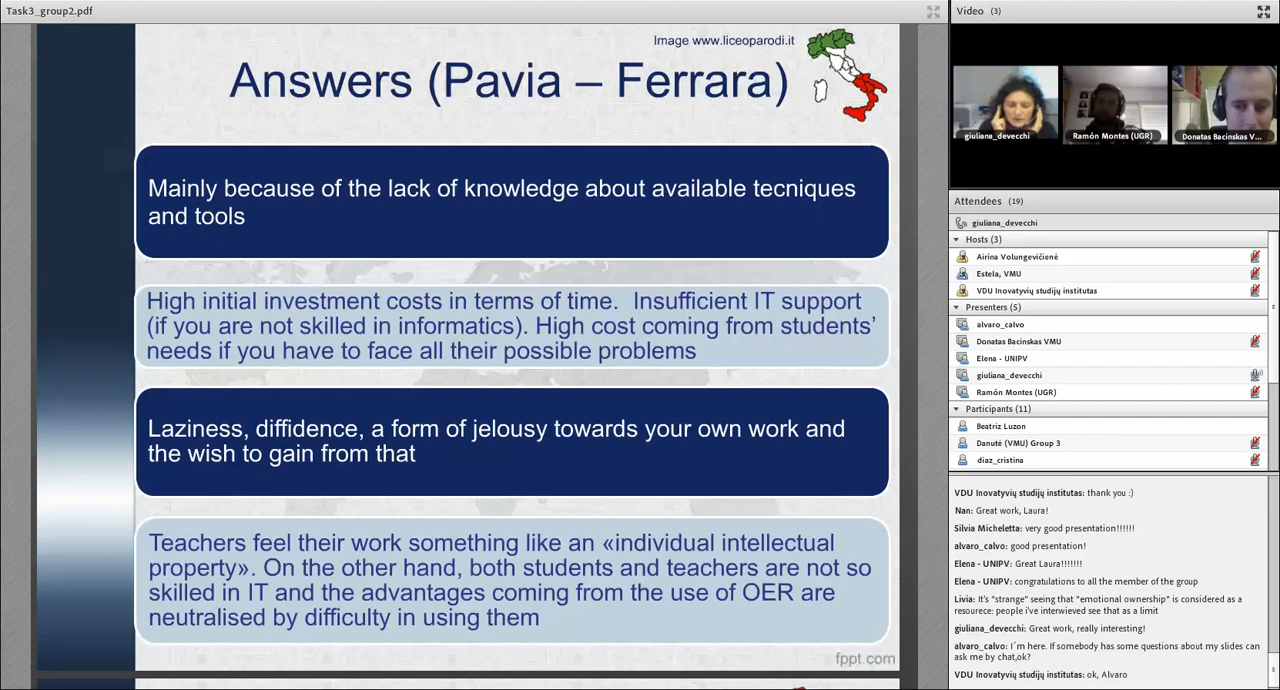 Task3_group2.pdf
Image www.liceoparodi.it
Answers (Pavia – Ferrara)
Mainly because of the lack of knowledge about available tecniques
and tools
High initial investment costs in terms of time. Insufficient IT support
(if you are not skilled in informatics). High cost coming from students’
needs if you have to face all their possible problems
Laziness, diffidence, a form of jelousy towards your own work and
the wish to gain from that
Teachers feel their work something like an «individual intellectual
property». On the other hand, both students and teachers are not so
skilled in IT and the advantages coming from the use of OER are
neutralised by difficulty in using them
fppt.com
Video (3)
giuliana_devecchi
Ramón Montes (UGR)
Donatas Bacinskas V...
Attendees (19)
giuliana_devecchi
Hosts (3)
Airina Volungevičienė
Estela, VMU
VDU Inovatyvių studijų institutas
Presenters (5)
alvaro_calvo
Donatas Bacinskas VMU
Elena - UNIPV
giuliana_devecchi
Ramón Montes (UGR)
Participants (11)
Beatriz Luzon
Danutė (VMU) Group 3
diaz_cristina
VDU Inovatyvių studijų institutas: thank you :)
Nan: Great work, Laura!
Silvia Micheletta: very good presentation!!!!!!
alvaro_calvo: good presentation!
Elena - UNIPV: Great Laura!!!!!!!
Elena - UNIPV: congratulations to all the member of the group
Livia: It's "strange" seeing that "emotional ownership" is considered as a
resourece: people i've interwieved see that as a limit
giuliana_devecchi: Great work, really interesting!
alvaro_calvo: I´m here. If somebody has some questions about my slides can
ask me by chat,ok?
VDU Inovatyvių studijų institutas: ok, Alvaro